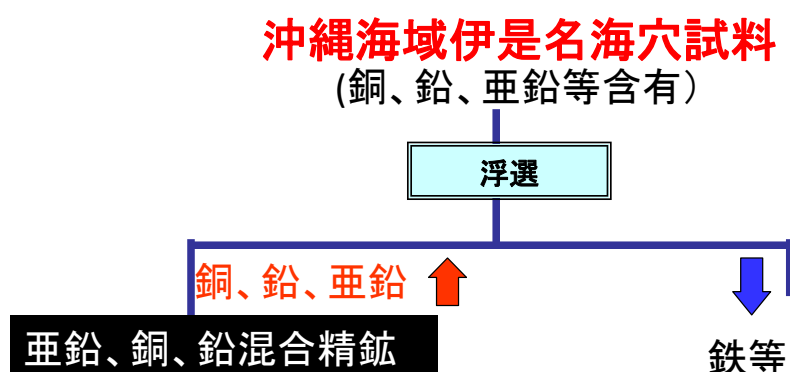 沖縄海域伊是名海穴試料
(銅、鉛、亜鉛等含有）
浮選
銅、鉛、亜鉛
亜鉛、銅、鉛混合精鉱
鉄等